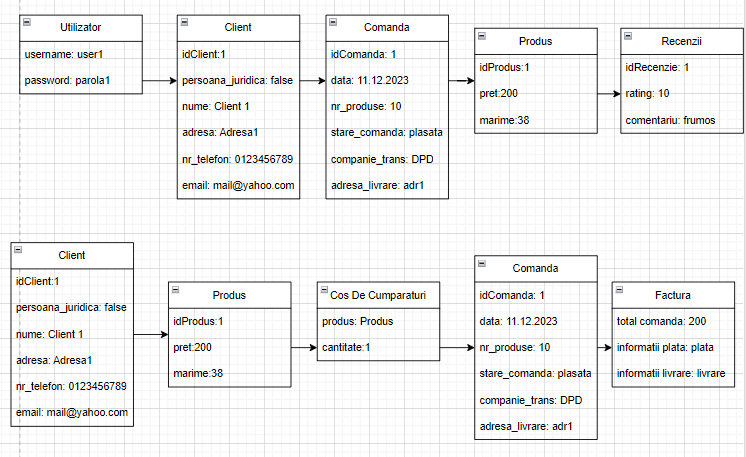 Utilizator
username: user1
password: parola1
Client
idClient:1
persoana_juridica: false
nume: Client 1
adresa: Adresa1
nr_telefon: 0123456789
email: mail@yahoo.com
Comanda
idComanda: 1
data: 11.12.2023
nr_produse: 10
stare_comanda: plasata
companie_trans: DPD
adresa_livrare: adr1
Produs
idProdus:1
pret:200
marime:38
Recenzii
idRecenzie: 1
rating: 10
comentariu: frumos
Client
idClient:1
persoana_juridica: false
nume: Client 1
adresa: Adresa1
nr_telefon: 0123456789
email: mail@yahoo.com
Produs
idProdus:1
pret:200
marime:38
Cos De Cumparaturi
produs: Produs
cantitate:1
Comanda
idComanda: 1
data: 11.12.2023
nr_produse: 10
stare_comanda: plasata
companie_trans: DPD
adresa_livrare: adr1
Factura
total comanda: 200
informatii plata: plata
informatii livrare: livrare